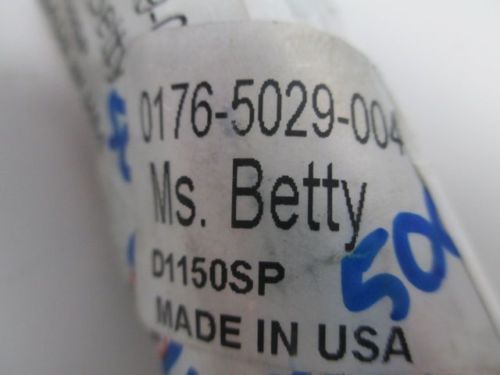 0176-5029-004
Ms. Betty
D1150SP
MADE IN USA